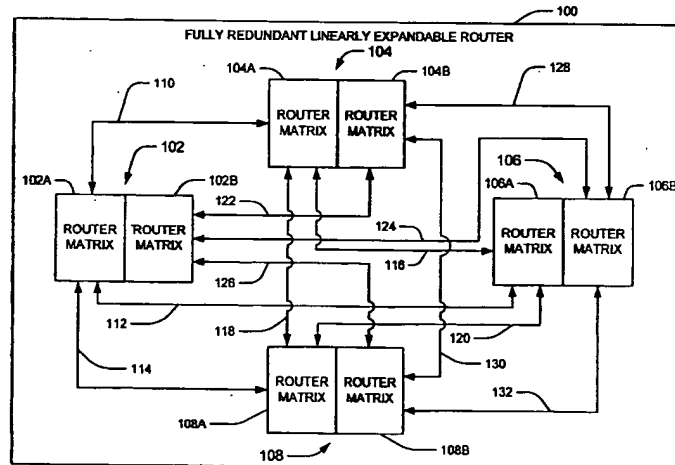 100
FULLY REDUNDANT LINEARLY EXPANDABLE ROUTER
104
104A
104B
128
110
ROUTER MATRIX
ROUTER MATRIX
102
106
102A
102B
106A
106B
122
124
ROUTER MATRIX
ROUTER MATRIX
116
ROUTER MATRIX
ROUTER MATRIX
126
112
118
120
114
130
ROUTER MATRIX
ROUTER MATRIX
132
108A
108
108B